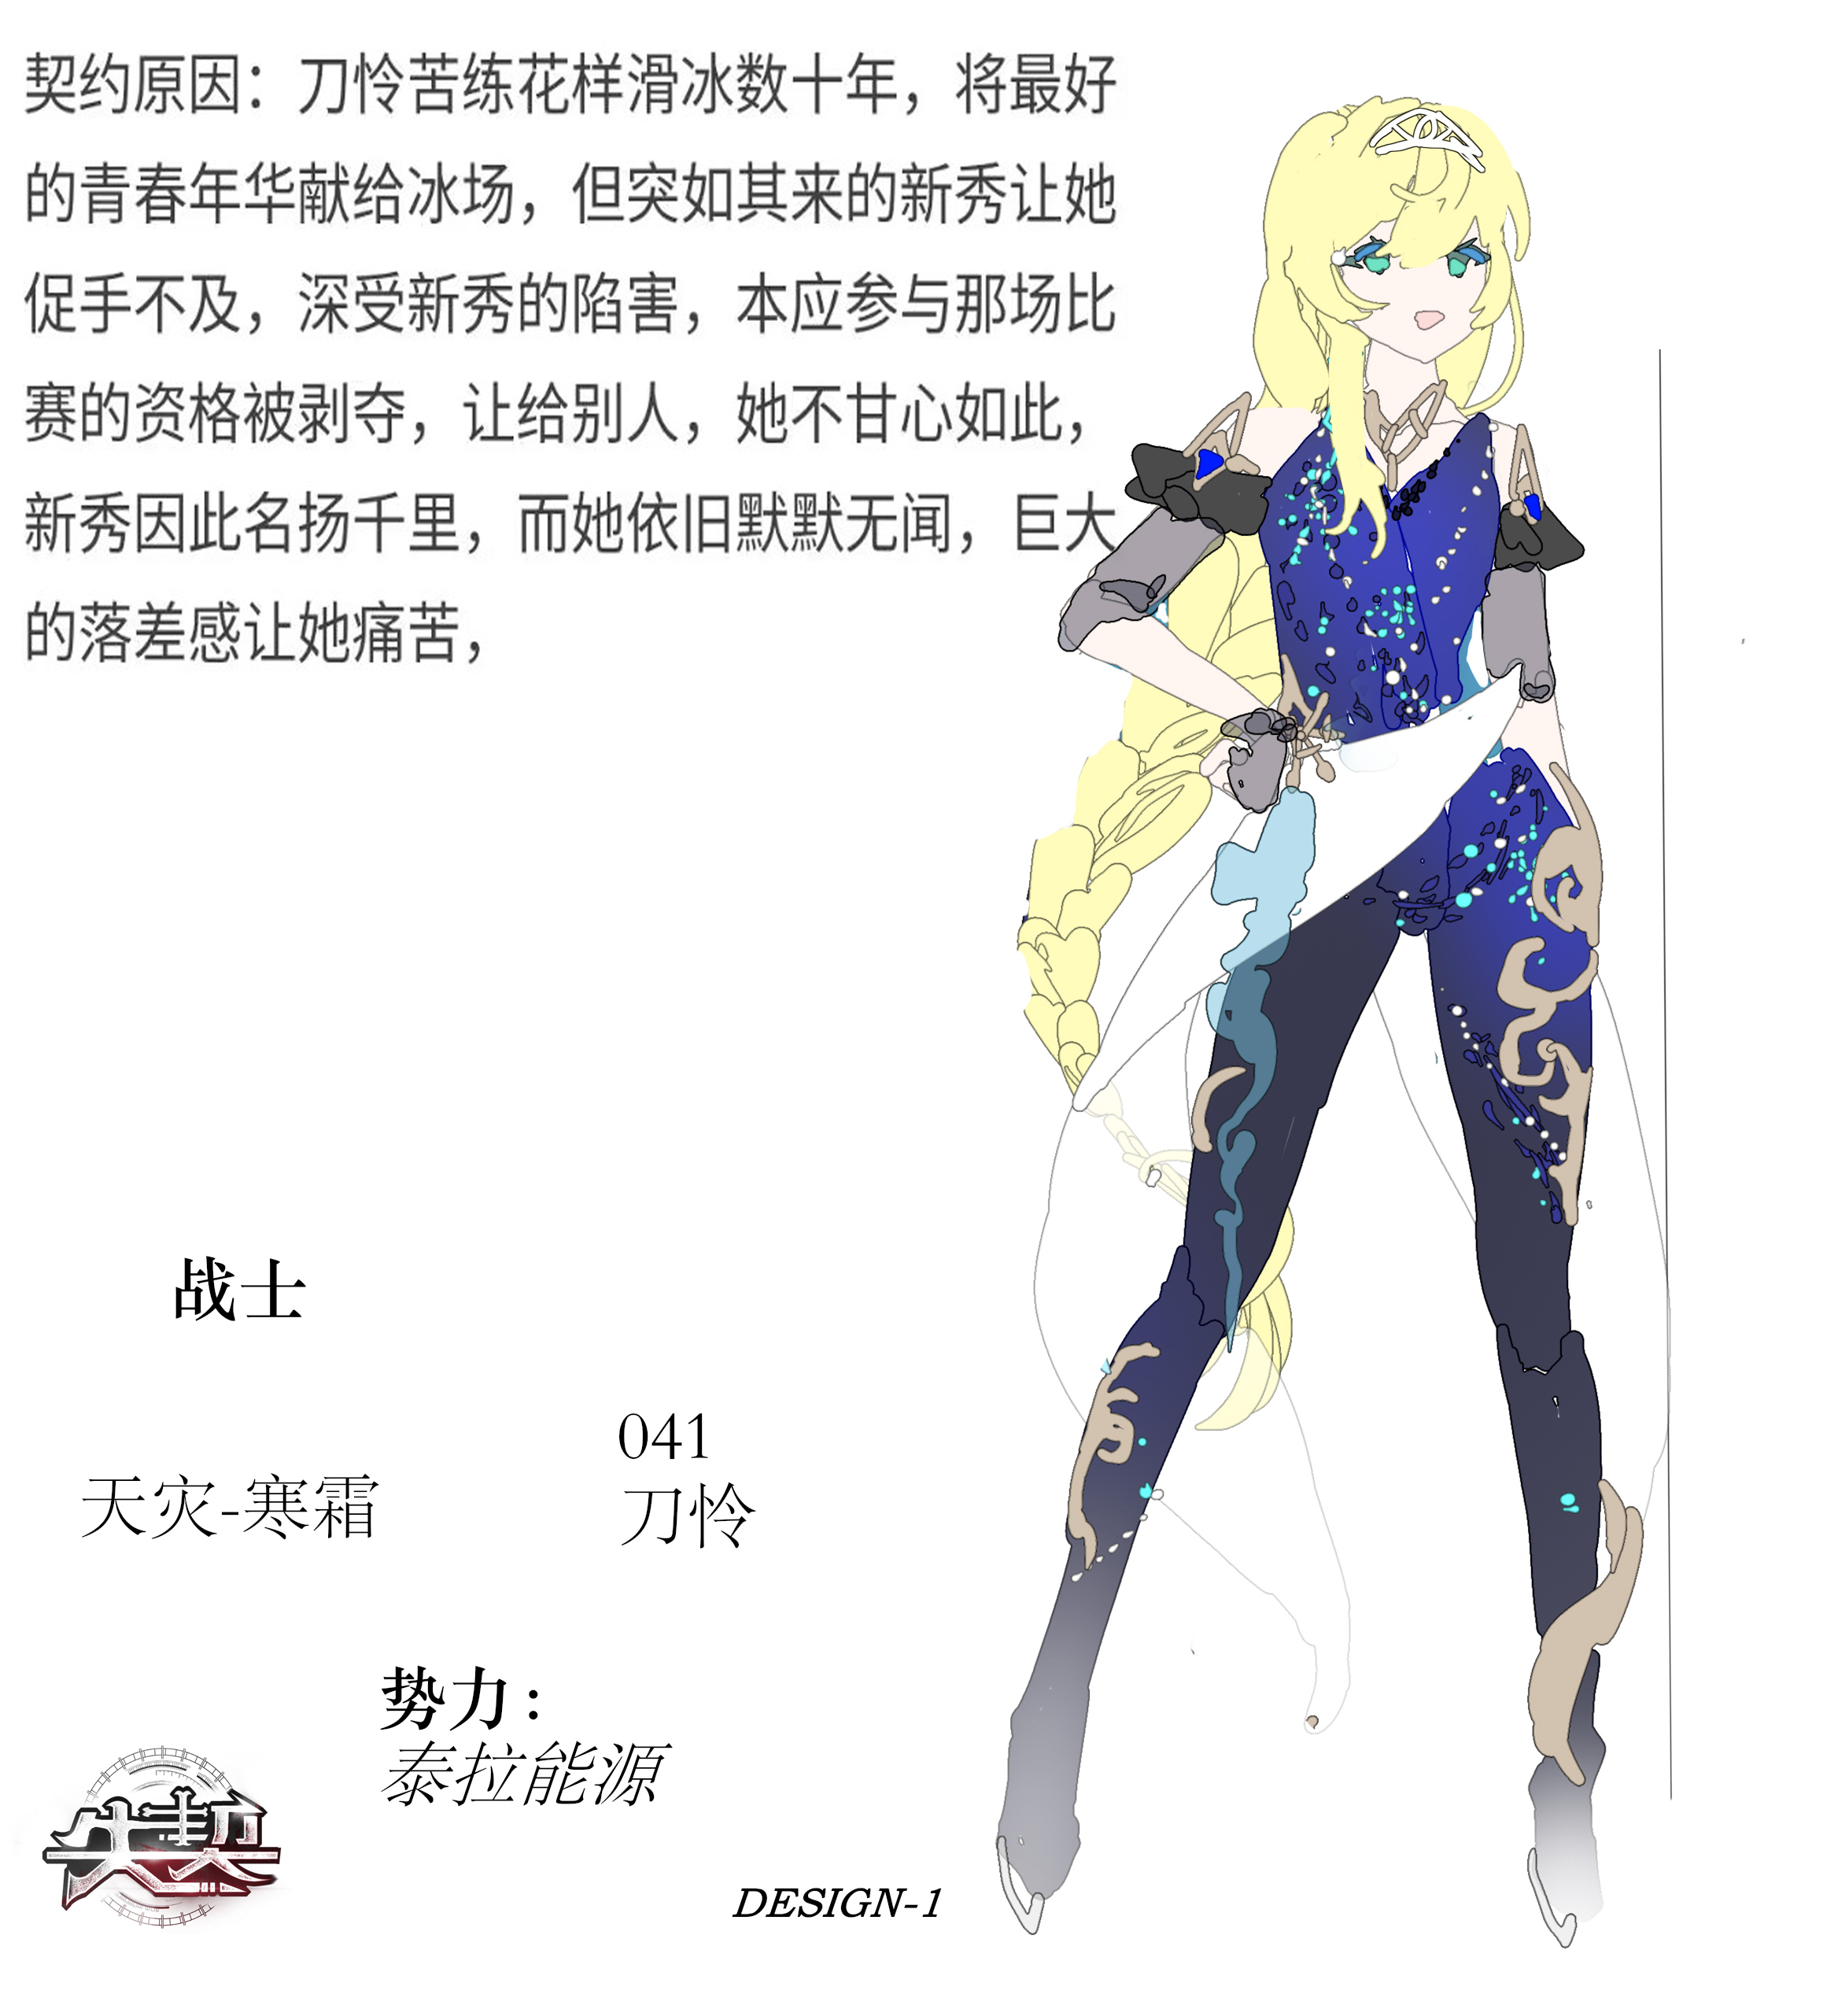 契约原因：刀怜苦练花样滑冰数十年，将最好
的青春年华献给冰场，但突如其来的新秀让她
促手不及，深受新秀的陷害，本应参与那场比
赛的资格被剥夺，让给别人，她不甘心如此，
新秀因此名扬千里，而她依旧默默无闻，巨大
的落差感让她痛苦，
战士
天灾-寒霜
041
刀怜
势力：
泰拉能源
失契
DESIGN-1